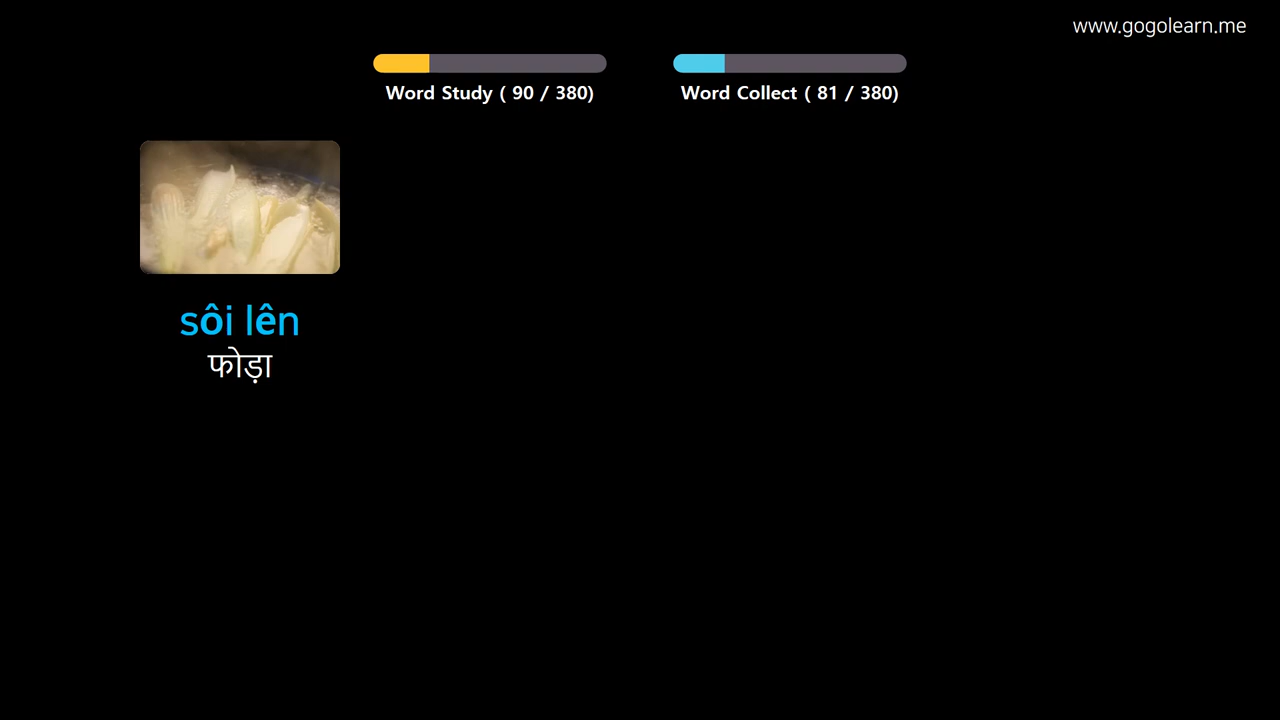 www.gogolearn.me
Word Study ( 90 / 380)
Word Collect ( 81 / 380)
sôi lên
फोड़ा